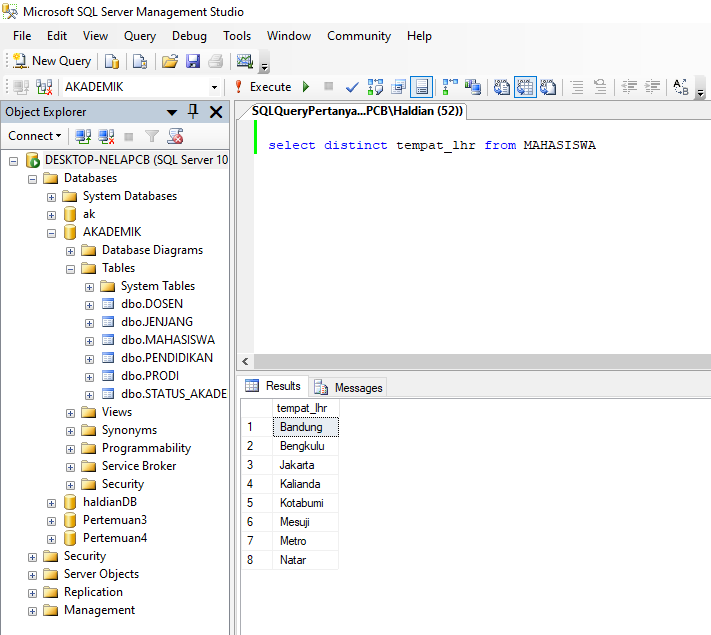 Microsoft SQL Server Management Studio
File Edit View Query Debug Tools Window Community Help
New Query
AKADEMIK Execute
Object Explorer
Connect
DESKTOP-NELAPCB (SQL Server 10
Databases
System Databases
ak
AKADEMIK
Database Diagrams
Tables
System Tables
dbo.DOSEN
dbo.JENJANG
dbo.MAHASISWA
dbo.PENDIDIKAN
dbo.PRODI
dbo.STATUS_AKADE
Views
Synonyms
Programmability
Service Broker
Security
haldianDB
Pertemuan3
Pertemuan4
Security
Server Objects
Replication
Management
SQLQueryPertanya...PCB\Haldian (52))
select distinct tempat_lhr from MAHASISWA
Results Messages
tempat_lhr
1 Bandung
2 Bengkulu
3 Jakarta
4 Kalianda
5 Kotabumi
6 Mesuji
7 Metro
8 Natar